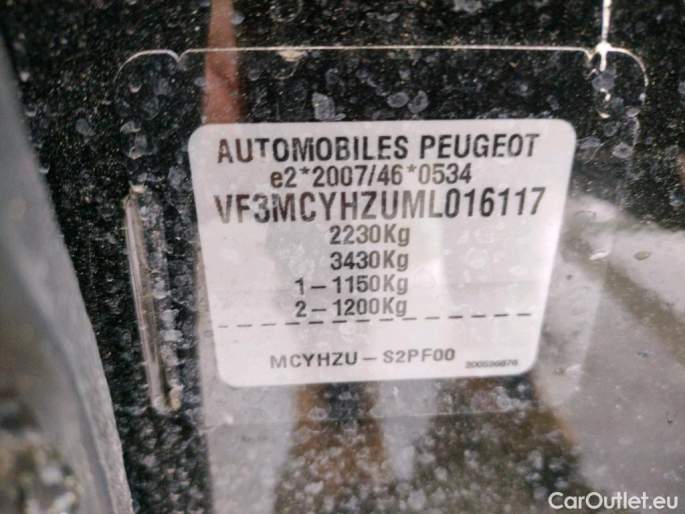 AUTOMOBILES PEUGEOT
e2*2007/46*0534
VF3MCYHZUML016117
2230Kg
3430Kg
1-1150Kg
2-1200Kg
MCYHZU-S2PF00
CarOutlet.eu